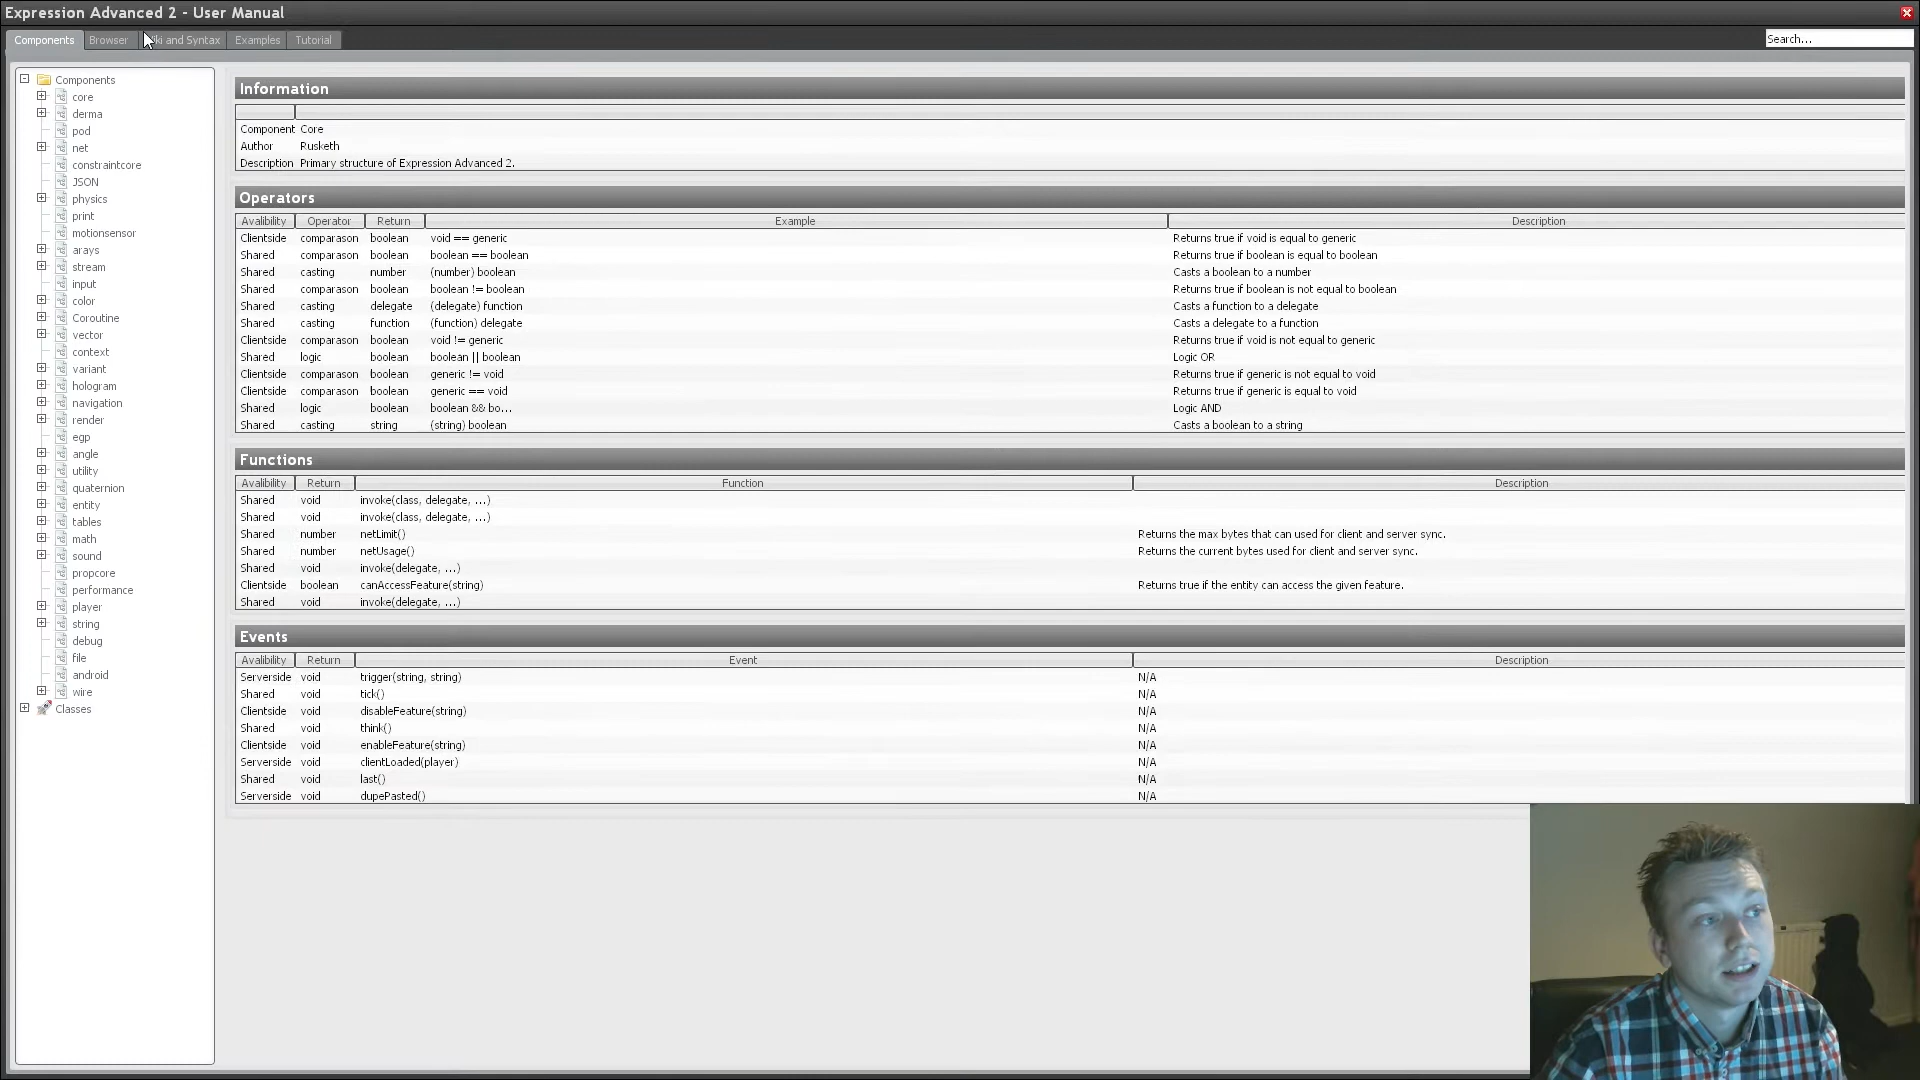 Expression Advanced 2 - User Manual
Components Browser and Syntax Examples Tutorial Search...
Components
core
derma
pod
net
constraintcore
JSON
physics
print
motionsensor
arays
stream
input
color
Coroutine
vector
context
variant
hologram
navigation
render
egp
angle
utility
quaternion
entity
tables
math
sound
propcore
performance
player
string
debug
file
android
wire
Classes
Information
Component Core
Author Rusketh
Description Primary structure of Expression Advanced 2.
Operators
Avalibility Operator Return Example Description
Clientside comparason boolean void == generic Returns true if void is equal to generic
Shared comparason boolean boolean == boolean Returns true if boolean is equal to boolean
Shared casting number (number) boolean Casts a boolean to a number
Shared comparason boolean boolean != boolean Returns true if boolean is not equal to boolean
Shared casting delegate (delegate) function Casts a function to a delegate
Shared casting function (function) delegate Casts a delegate to a function
Clientside comparason boolean void != generic Returns true if void is not equal to generic
Shared logic boolean boolean || boolean Logic OR
Clientside comparason boolean generic != void Returns true if generic is not equal to void
Clientside comparason boolean generic == void Returns true if generic is equal to void
Shared logic boolean boolean && bo... Logic AND
Shared casting string (string) boolean Casts a boolean to a string
Functions
Avalibility Return Function Description
Shared void invoke(class, delegate, ...)
Shared void invoke(class, delegate, ...)
Shared number netLimit() Returns the max bytes that can used for client and server sync.
Shared number netUsage() Returns the current bytes used for client and server sync.
Shared void invoke(delegate, ...)
Clientside boolean canAccessFeature(string) Returns true if the entity can access the given feature.
Shared void invoke(delegate, ...)
Events
Avalibility Return Event Description
Serverside void trigger(string, string) N/A
Shared void tick() N/A
Clientside void disableFeature(string) N/A
Shared void think() N/A
Clientside void enableFeature(string) N/A
Serverside void clientLoaded(player) N/A
Shared void last() N/A
Serverside void dupePasted() N/A